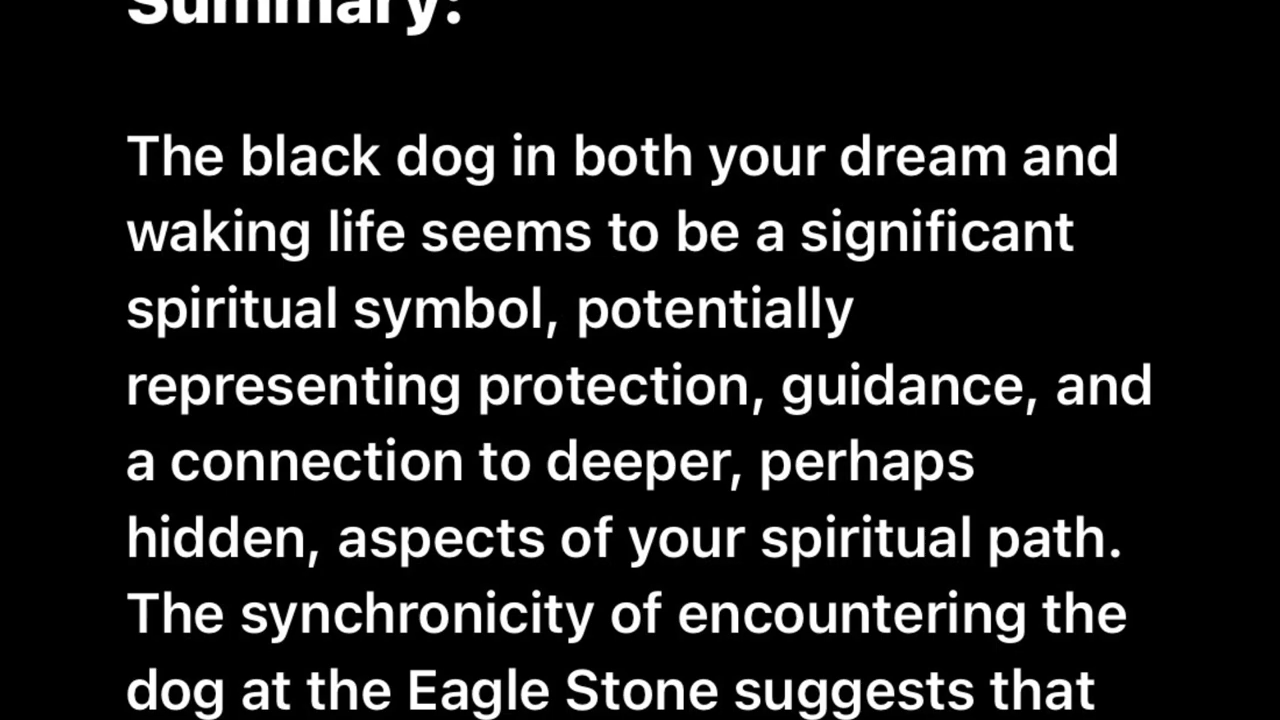 Summary:
The black dog in both your dream and
waking life seems to be a significant
spiritual symbol, potentially
representing protection, guidance, and
a connection to deeper, perhaps
hidden, aspects of your spiritual path.
The synchronicity of encountering the
dog at the Eagle Stone suggests that